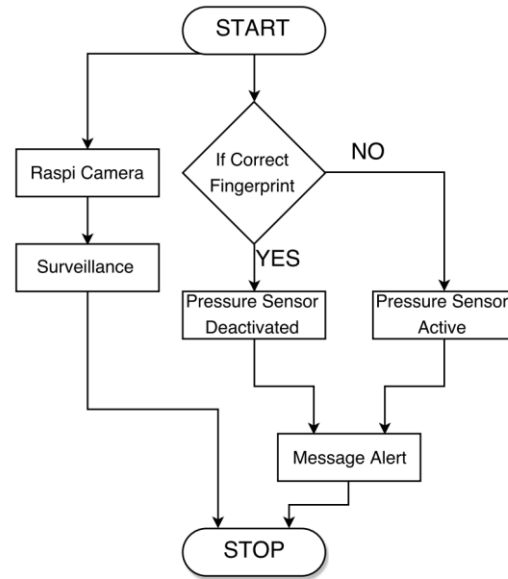 START
If Correct
Fingerprint
NO
Raspi Camera
YES
Surveillance
Pressure Sensor
Deactivated
Pressure Sensor
Active
Message Alert
STOP